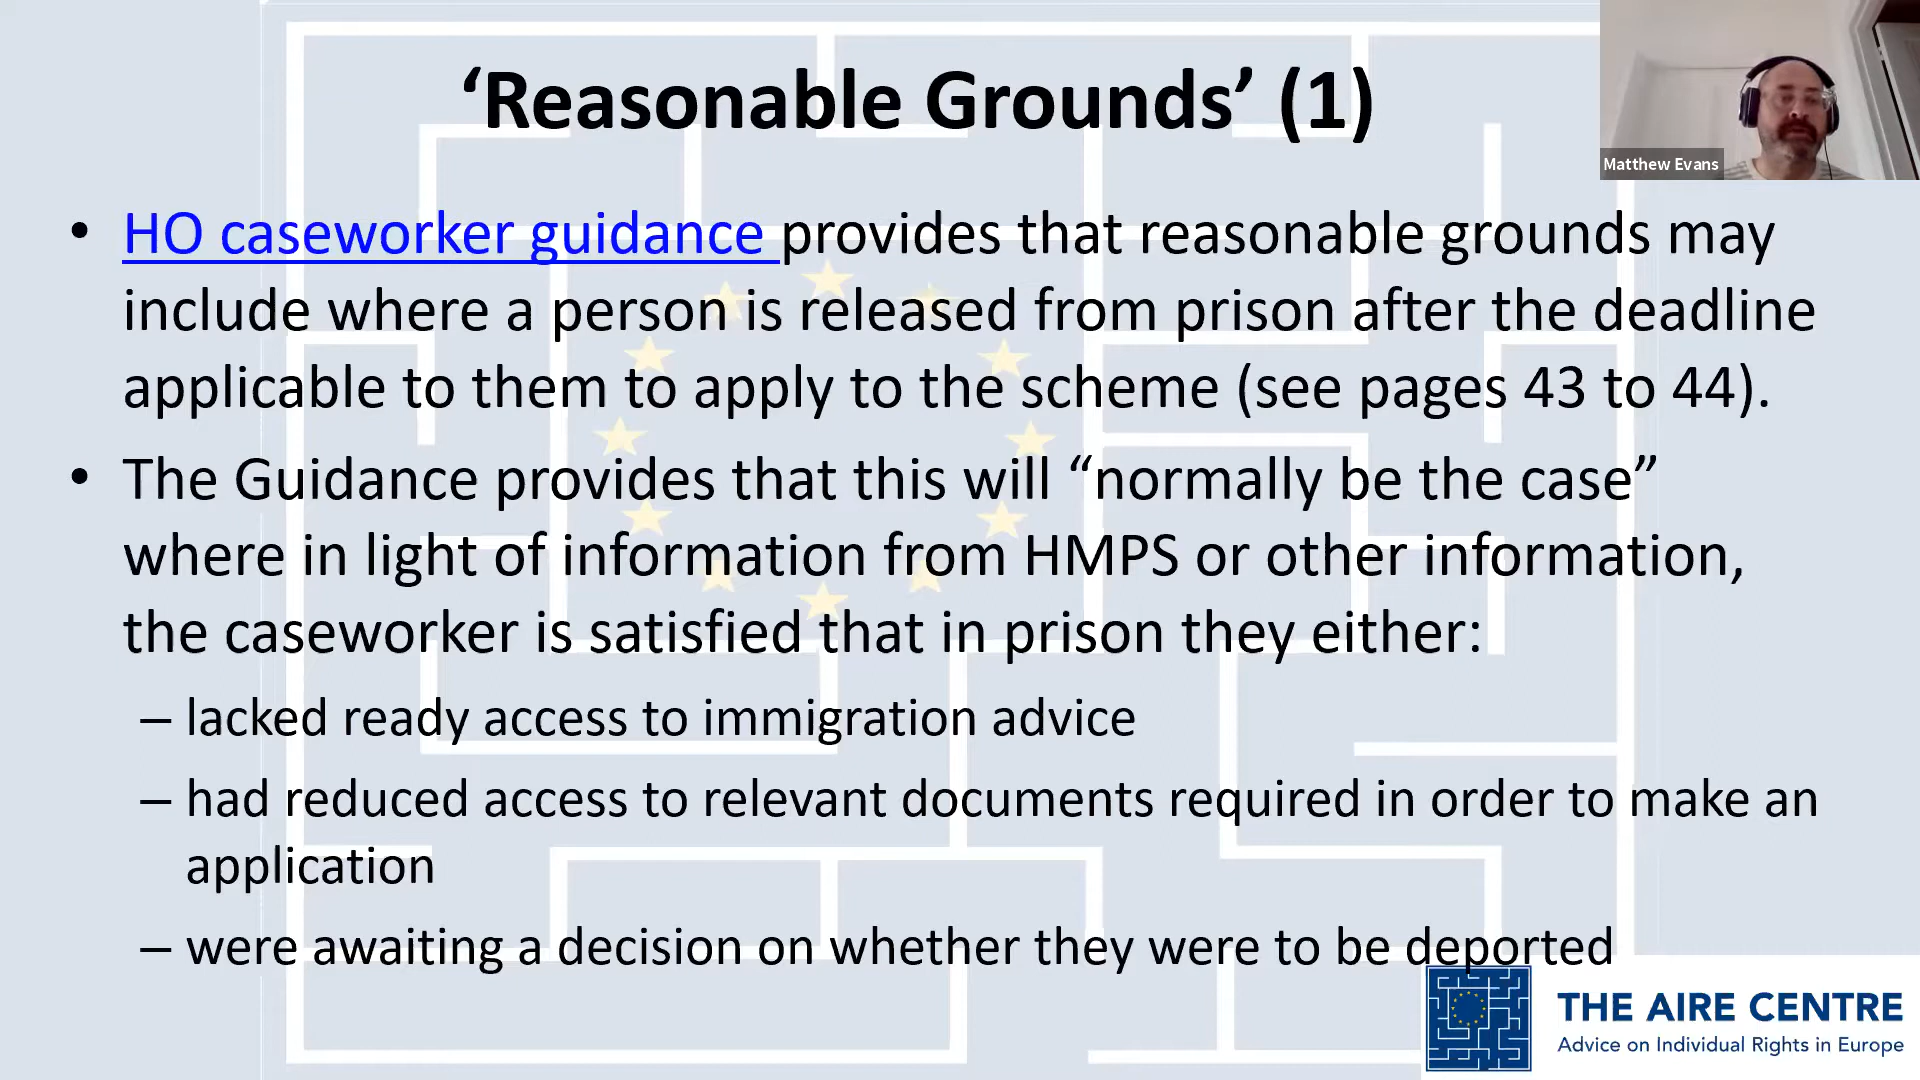 ‘Reasonable Grounds’ (1)
Matthew Evans
• HO caseworker guidance provides that reasonable grounds may
include where a person is released from prison after the deadline
applicable to them to apply to the scheme (see pages 43 to 44).
• The Guidance provides that this will “normally be the case”
where in light of information from HMPS or other information,
the caseworker is satisfied that in prison they either:
– lacked ready access to immigration advice
– had reduced access to relevant documents required in order to make an
application
– were awaiting a decision on whether they were to be deported
THE AIRE CENTRE
Advice on Individual Rights in Europe